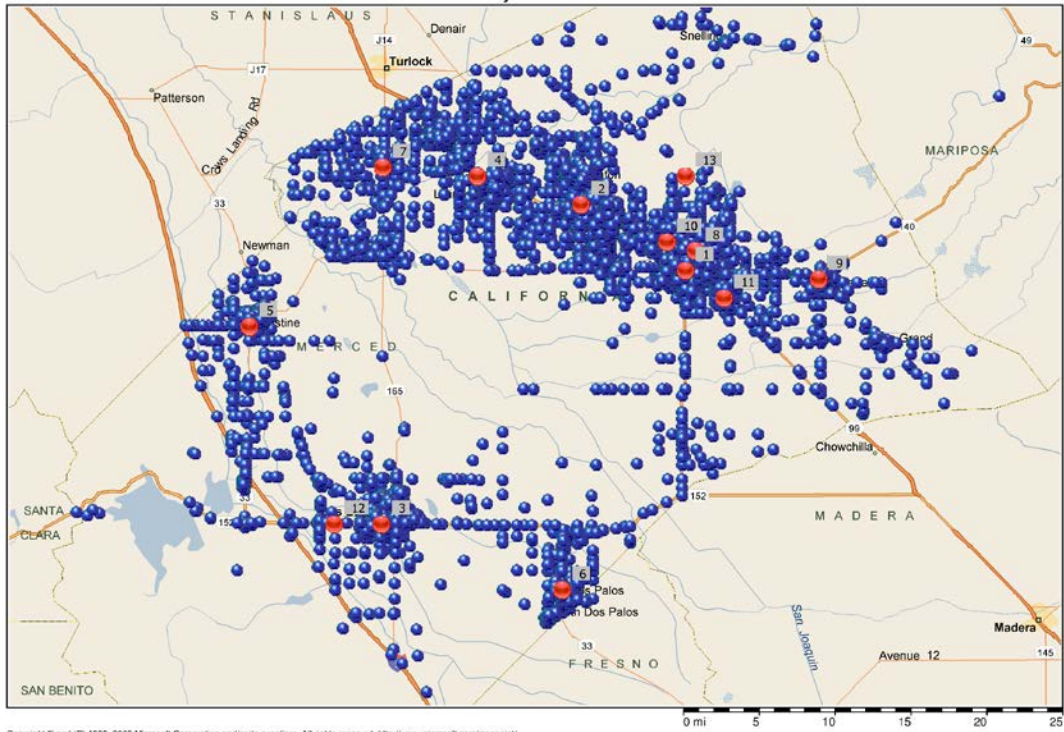 STANISLAUS
Denair
J14
Turlock
J17
Patterson
Crows Landing Rd
33
Snelling
49
MARIPOSA
7
4
2
13
10
8
1
11
9
40
Newman
CALIFORNIA
5
MERCED
165
Grand
99
Chowchilla
SANTA
CLARA
33
152
12
3
152
MADERA
6
Palos
Dos Palos
33
FRESNO
San Joaquin
Madera
Avenue 12
145
SAN BENITO
0 mi 5 10 15 20 25